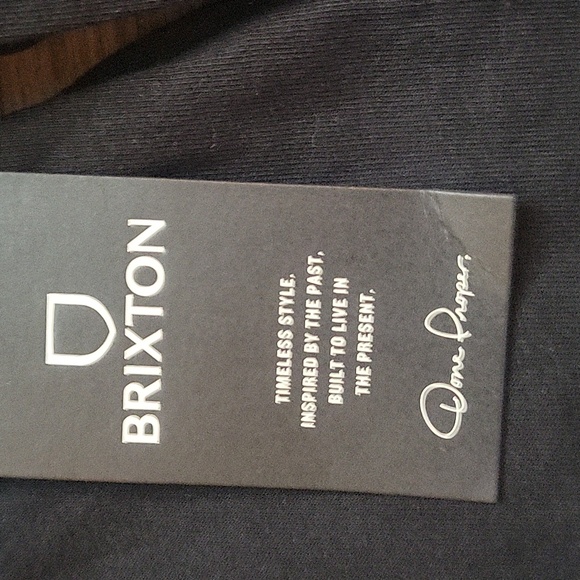 BRIXTON
TIMELESS STYLE.
INSPIRED BY THE PAST,
BUILT TO LIVE IN
THE PRESENT.
Done Proper.